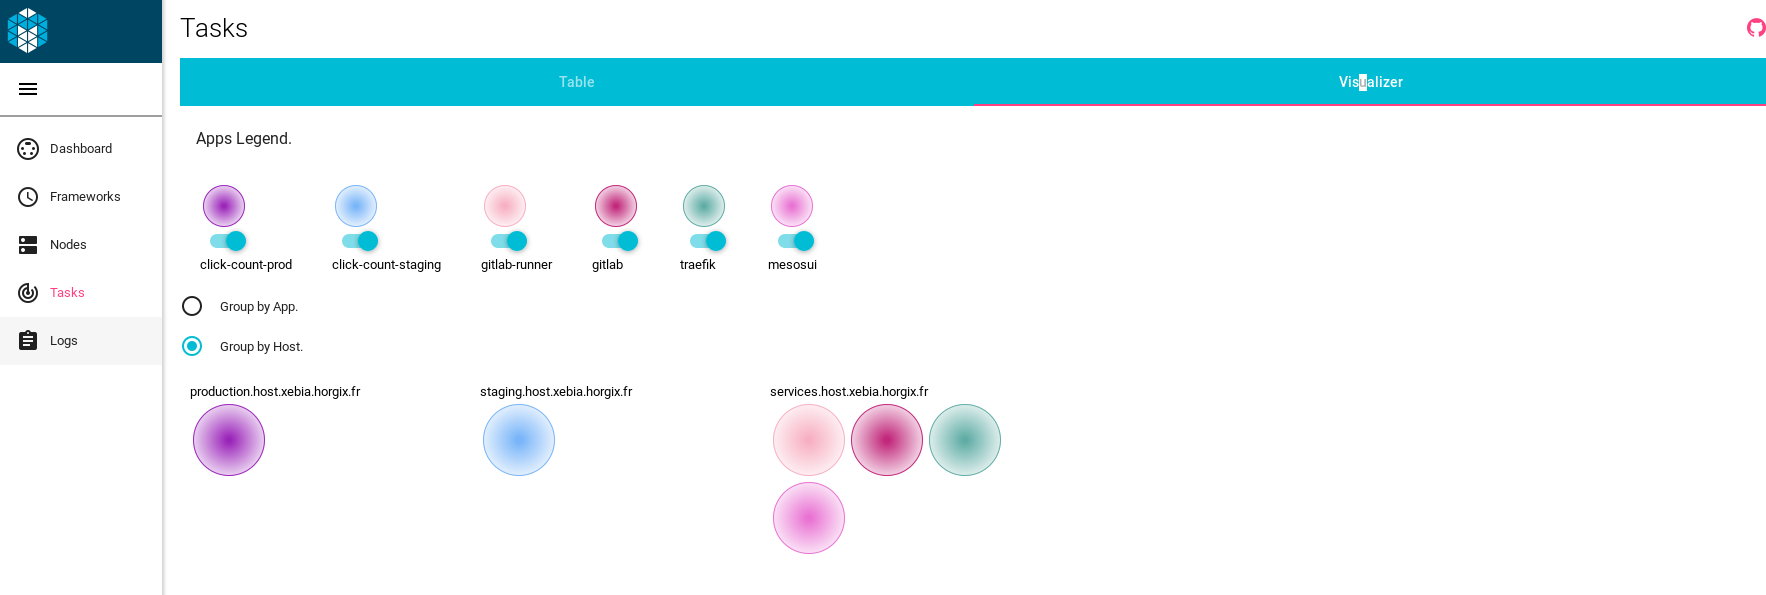 Tasks
Table Visualizer
Dashboard
Frameworks
Nodes
Tasks
Logs
Apps Legend.
click-count-prod click-count-staging gitlab-runner gitlab traefik mesosui
Group by App.
Group by Host.
production.host.xebia.horgix.fr staging.host.xebia.horgix.fr services.host.xebia.horgix.fr